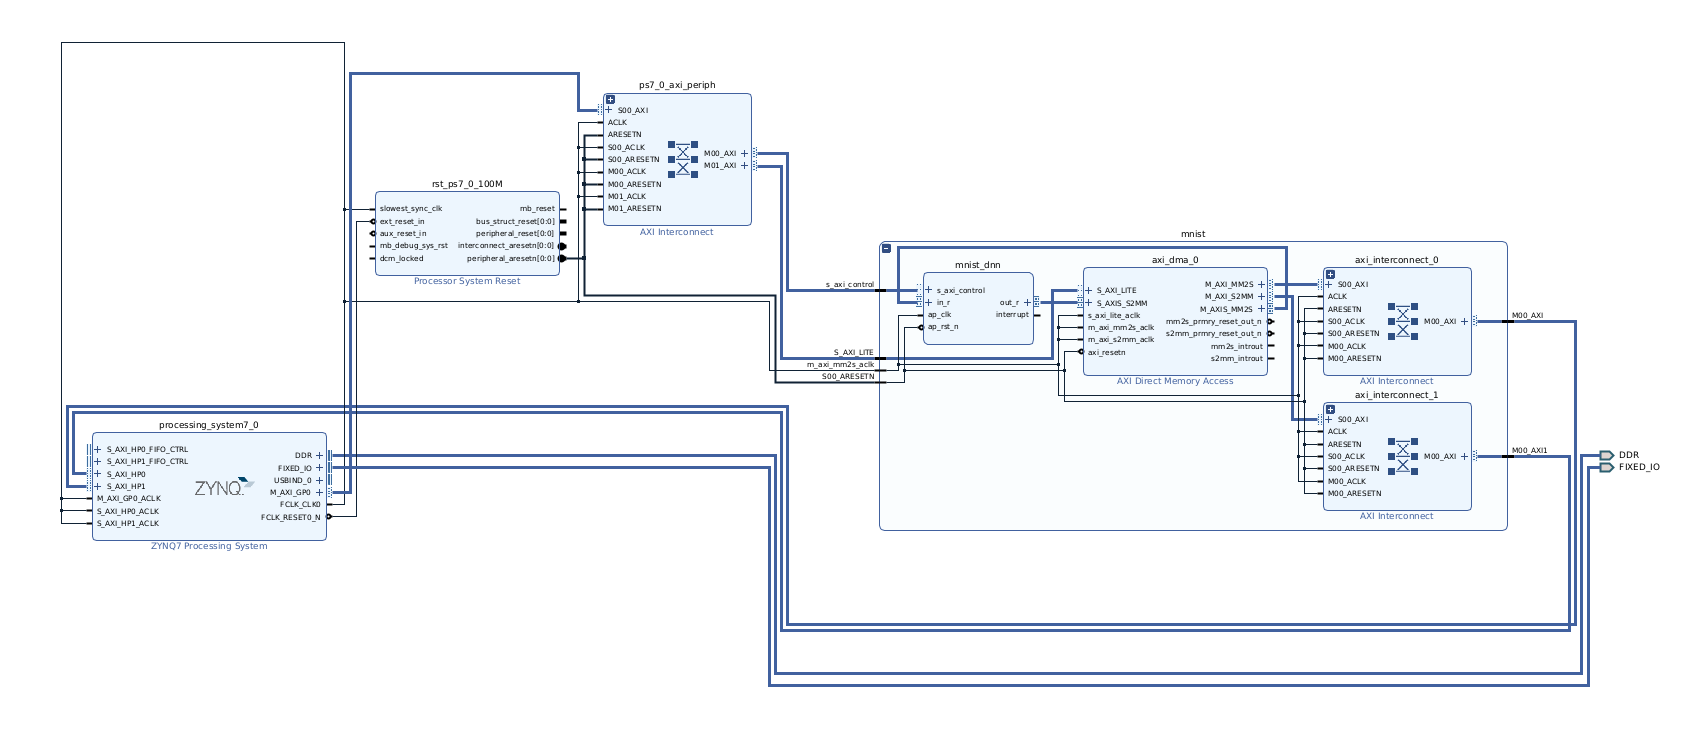 ps7_0_axi_periph
S00_AXI
ACLK
ARESETN
S00_ACLK
S00_ARESETN
M00_ACLK
M00_ARESETN
M01_ACLK
M01_ARESETN
M00_AXI
M01_AXI
AXI Interconnect
rst_ps7_0_100M
slowest_sync_clk
ext_reset_in
aux_reset_in
mb_debug_sys_rst
dcm_locked
mb_reset
bus_struct_reset[0:0]
peripheral_reset[0:0]
interconnect_aresetn[0:0]
peripheral_aresetn[0:0]
Processor System Reset
mnist
s_axi_control
S_AXI_LITE
m_axi_mm2s_aclk
S00_ARESETN
mnist_dnn
s_axi_control
in_r
ap_clk
ap_rst_n
out_r
interrupt
axi_dma_0
S_AXI_LITE
S_AXIS_S2MM
s_axi_lite_aclk
m_axi_mm2s_aclk
m_axi_s2mm_aclk
axi_resetn
M_AXI_MM2S
M_AXI_S2MM
M_AXIS_MM2S
mm2s_prmry_reset_out_n
s2mm_prmry_reset_out_n
mm2s_introut
s2mm_introut
AXI Direct Memory Access
axi_interconnect_0
S00_AXI
ACLK
ARESETN
S00_ACLK
S00_ARESETN
M00_ACLK
M00_ARESETN
M00_AXI
AXI Interconnect
M00_AXI
axi_interconnect_1
S00_AXI
ACLK
ARESETN
S00_ACLK
S00_ARESETN
M00_ACLK
M00_ARESETN
M00_AXI
AXI Interconnect
M00_AXI1
processing_system7_0
S_AXI_HP0_FIFO_CTRL
S_AXI_HP1_FIFO_CTRL
S_AXI_HP0
S_AXI_HP1
M_AXI_GP0_ACLK
S_AXI_HP0_ACLK
S_AXI_HP1_ACLK
ZYNQ
DDR
FIXED_IO
USBIND_0
M_AXI_GP0
FCLK_CLK0
FCLK_RESET0_N
ZYNQ7 Processing System
DDR
FIXED_IO